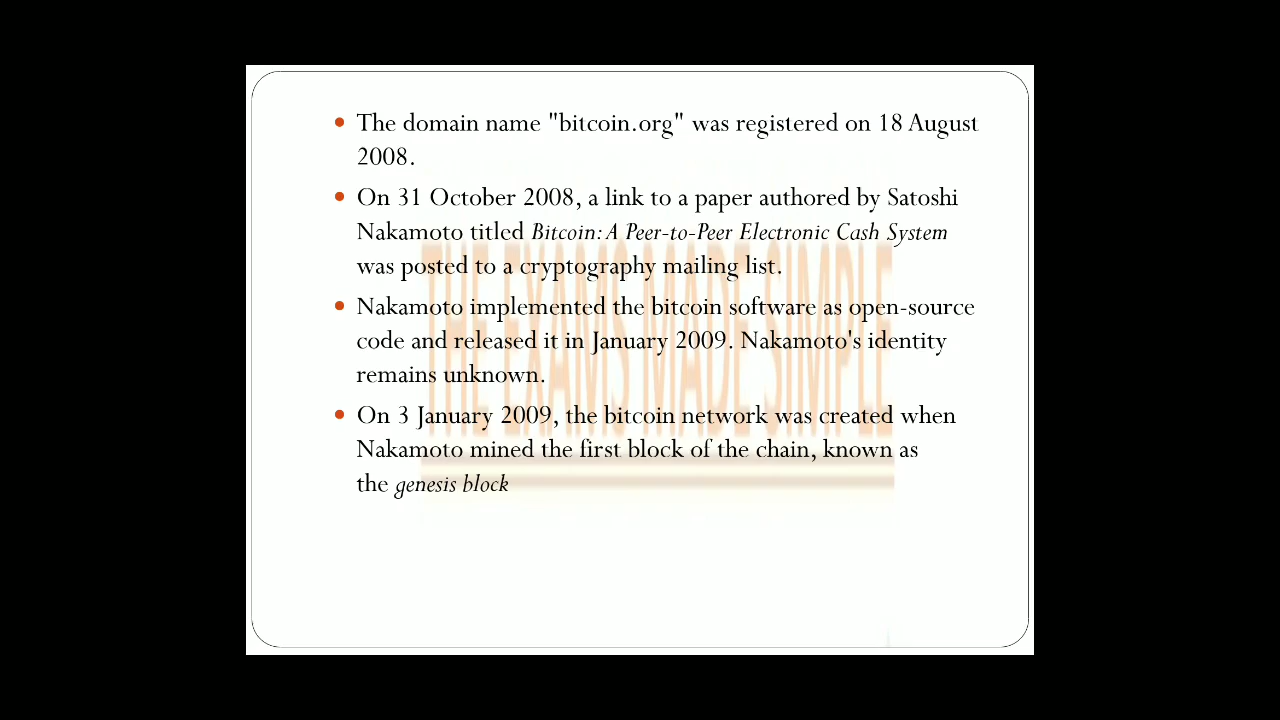 The domain name "bitcoin.org" was registered on 18 August
2008.
On 31 October 2008, a link to a paper authored by Satoshi
Nakamoto titled Bitcoin: A Peer-to-Peer Electronic Cash System
was posted to a cryptography mailing list.
Nakamoto implemented the bitcoin software as open-source
code and released it in January 2009. Nakamoto's identity
remains unknown.
On 3 January 2009, the bitcoin network was created when
Nakamoto mined the first block of the chain, known as
the genesis block
THE EXAMS MADE SIMPLE